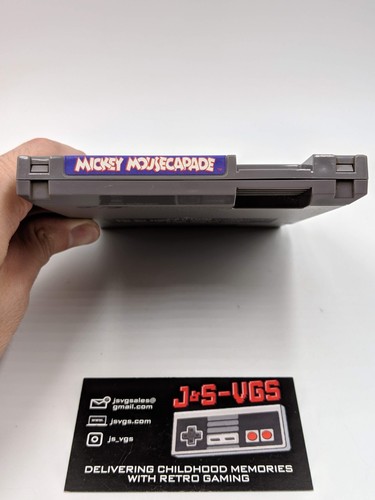 MICKEY MOUSECAPADE
J&S-VGS
jsvgsales@
gmail.com
jsvgs.com
js_vgs
DELIVERING CHILDHOOD MEMORIES
WITH RETRO GAMING